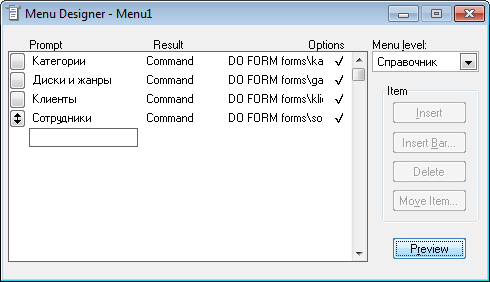 Menu Designer - Menu1
Prompt Result Options Menu level:
Категории Command DO FORM forms\ka Справочник
Диски и жанры Command DO FORM forms\ga
Клиенты Command DO FORM forms\klie
Сотрудники Command DO FORM forms\so
Item
Insert
Insert Bar...
Delete
Move Item...
Preview